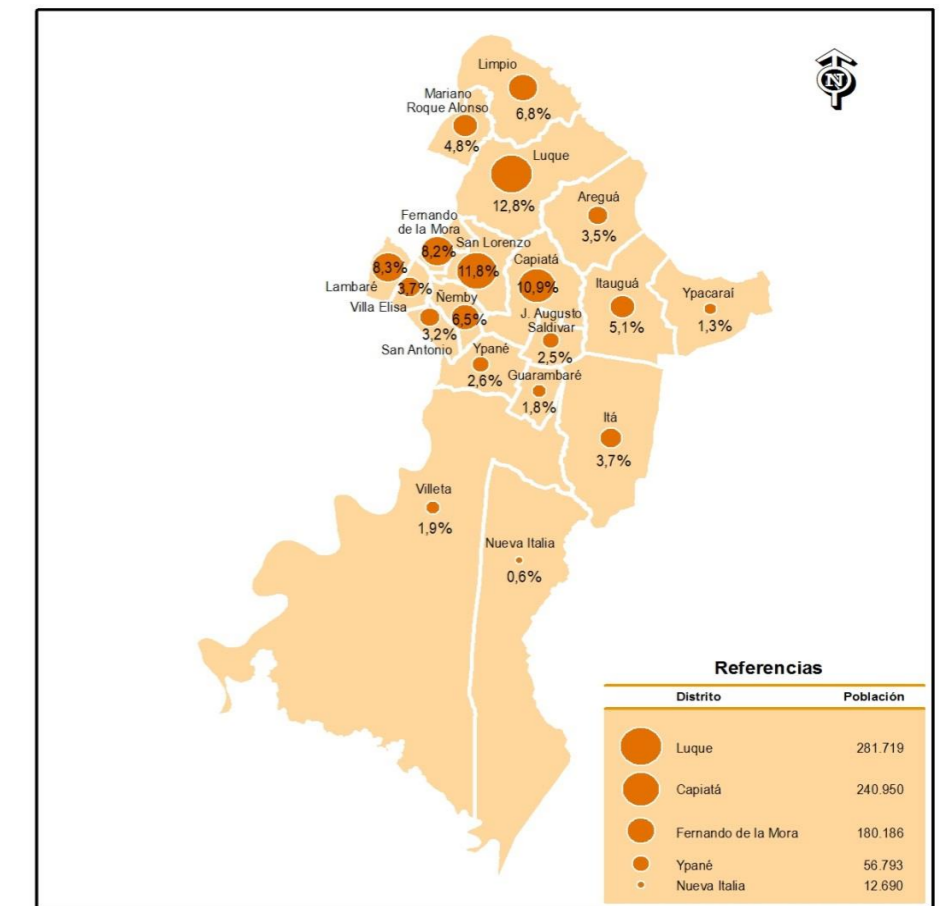 N
Limpio
6,8%
Mariano
Roque Alonso
4,8%
Luque
12,8%
Areguá
3,5%
Fernando
de la Mora
8,2%
San Lorenzo
11,8%
Capiatá
10,9%
Lambaré
8,3%
Villa Elisa
3,7%
Ñemby
6,5%
San Antonio
3,2%
Itauguá
5,1%
Ypacaraí
1,3%
J. Augusto
Saldivar
2,5%
Ypané
2,6%
Guarambaré
1,8%
Itá
3,7%
Villeta
1,9%
Nueva Italia
0,6%
Referencias
Distrito Población
Luque 281.719
Capiatá 240.950
Fernando de la Mora 180.186
Ypané 56.793
Nueva Italia 12.690